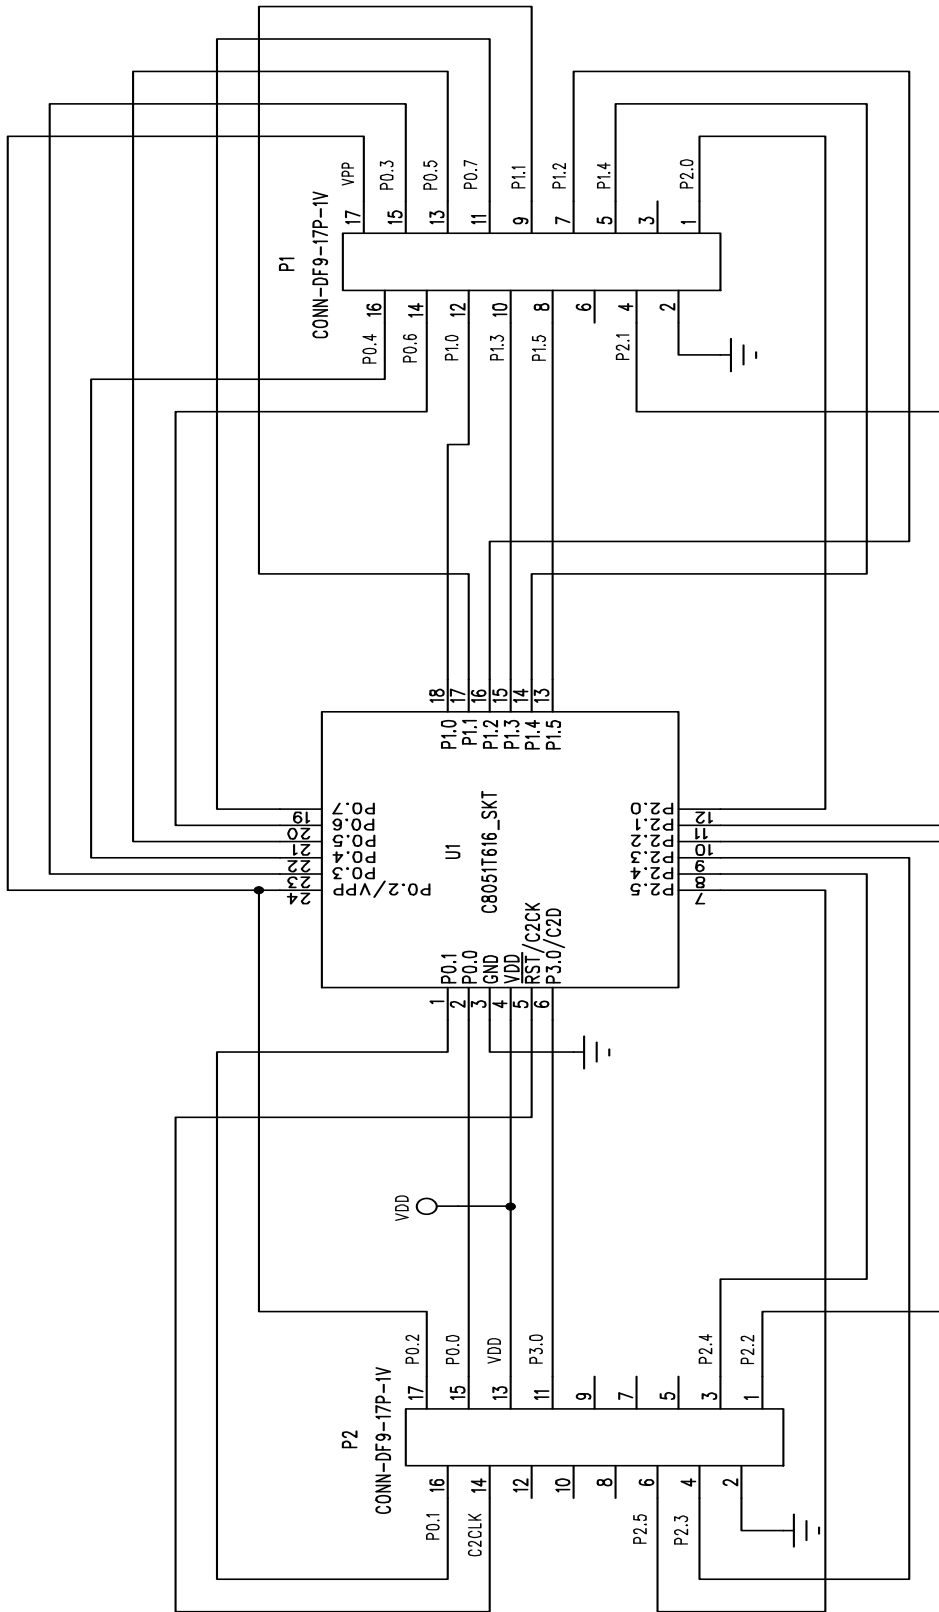 VPP
P0.3
P0.5
P0.7
P1.1
P1.2
P1.4
P2.0
17
15
13
11
9
7
5
3
1
P1
CONN-DF9-17P-1V
16
14
12
10
8
6
4
2
P0.4
P0.6
P1.0
P1.3
P1.5
P2.1
18
17
16
15
14
13
P1.0
P1.1
P1.2
P1.3
P1.4
P1.5
19
20
21
22
23
24
P0.7
P0.6
P0.5
P0.4
P0.3
P0.2/VPP
U1
C8051T616_SKT
P2.0
P2.1
P2.2
P2.3
P2.4
P2.5
12
11
10
9
8
7
P0.1
P0.0
GND
VDD
RST/C2CK
P3.0/C2D
1
2
3
4
5
6
VDD
P0.2
P0.0
VDD
P3.0
P2.4
P2.2
17
15
13
11
9
7
5
3
1
P2
CONN-DF9-17P-1V
16
14
12
10
8
6
4
2
P0.1
C2CLK
P2.5
P2.3